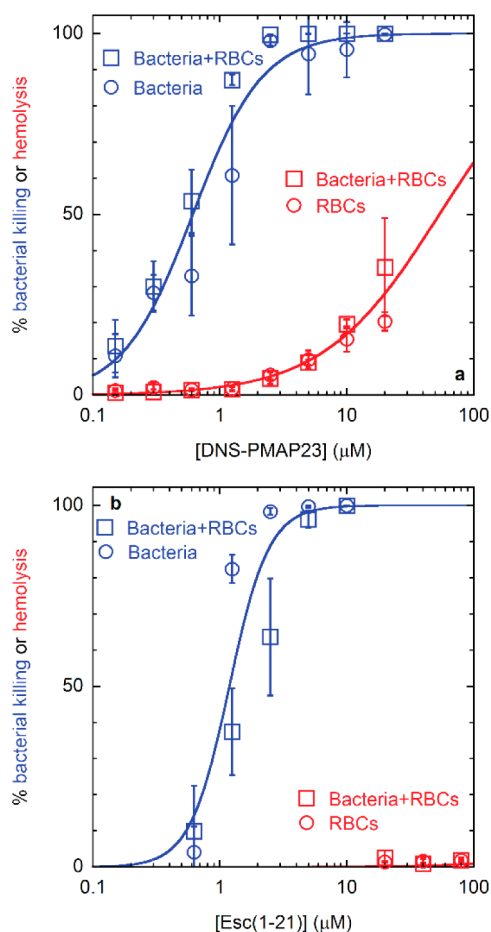 100
Bacteria+RBCs
Bacteria
Bacteria+RBCs
RBCs
50
0
a
0.1 1 10 100
[DNS-PMAP23] (μM)
% bacterial killing or hemolysis
b
100
Bacteria+RBCs
Bacteria
50
Bacteria+RBCs
RBCs
0
0.1 1 10 100
[Esc(1-21)] (μM)
% bacterial killing or hemolysis